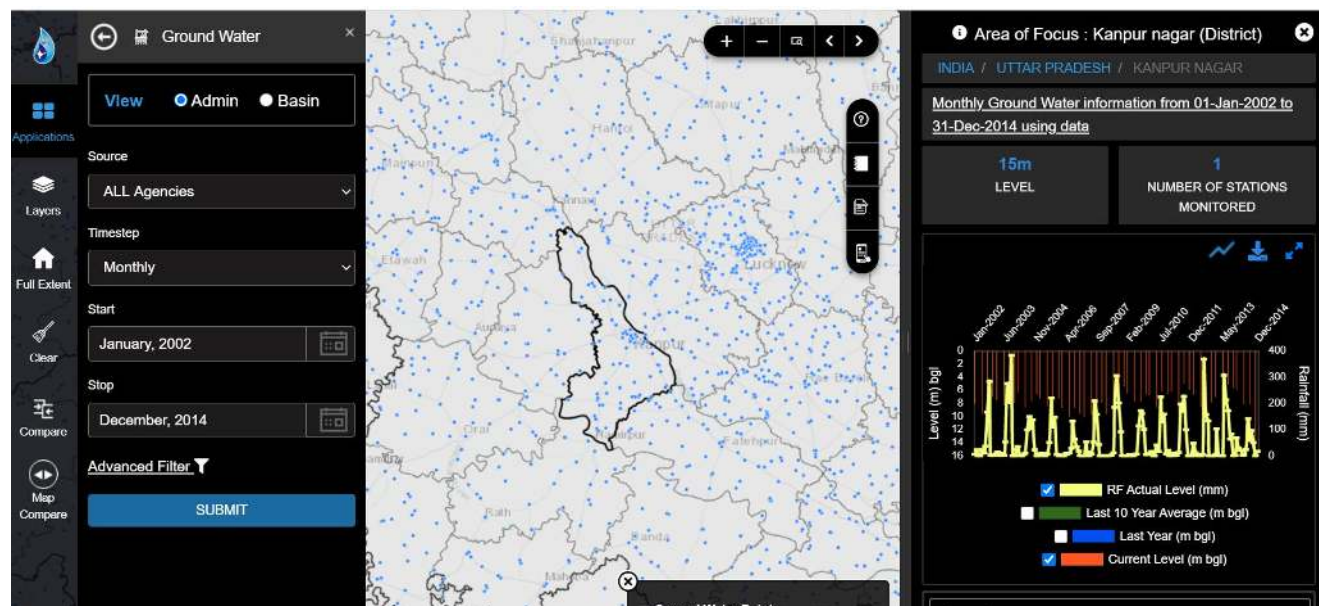 Ground Water
×
View
Admin
Basin
Source
ALL Agencies
Timestep
Monthly
Start
January, 2002
Stop
December, 2014
Advanced Filter
SUBMIT
Applications
Layers
Full Extent
Clear
Compare
Map
Compare
Shahjahanpur
Hardoi
Mainpuri
Kannauj
Etawah
Auraiya
Lucknow
Kanpur
Orai
Hamirpur
Fatehpur
Rath
Banda
Mahoba
Area of Focus : Kanpur nagar (District)
INDIA / UTTAR PRADESH / KANPUR NAGAR
Monthly Ground Water information from 01-Jan-2002 to
31-Dec-2014 using data
15m
LEVEL
1
NUMBER OF STATIONS
MONITORED
Jan-2002 Jun-2003 Nov-2004 Apr-2006 Sep-2007 Feb-2009 Jul-2010 Dec-2011 May-2013 Dec-2014
Level (m) bgl
0
2
4
6
8
10
12
14
16
400
300
200
100
0
Rainfall (mm)
RF Actual Level (mm)
Last 10 Year Average (m bgl)
Last Year (m bgl)
Current Level (m bgl)